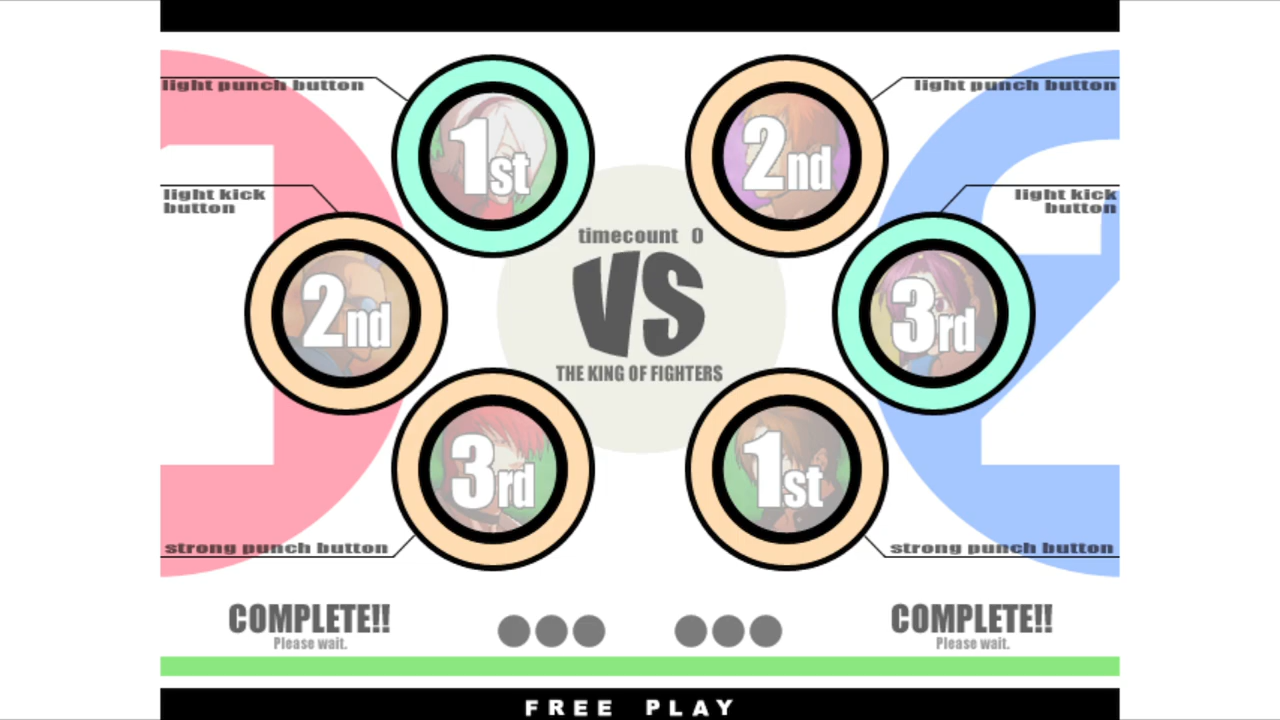 light punch button
light punch button
1st
2nd
light kick
button
light kick
button
timecount 0
2nd
VS
3rd
THE KING OF FIGHTERS
3rd
1st
strong punch button
strong punch button
COMPLETE!!
Please wait.
COMPLETE!!
Please wait.
FREE PLAY